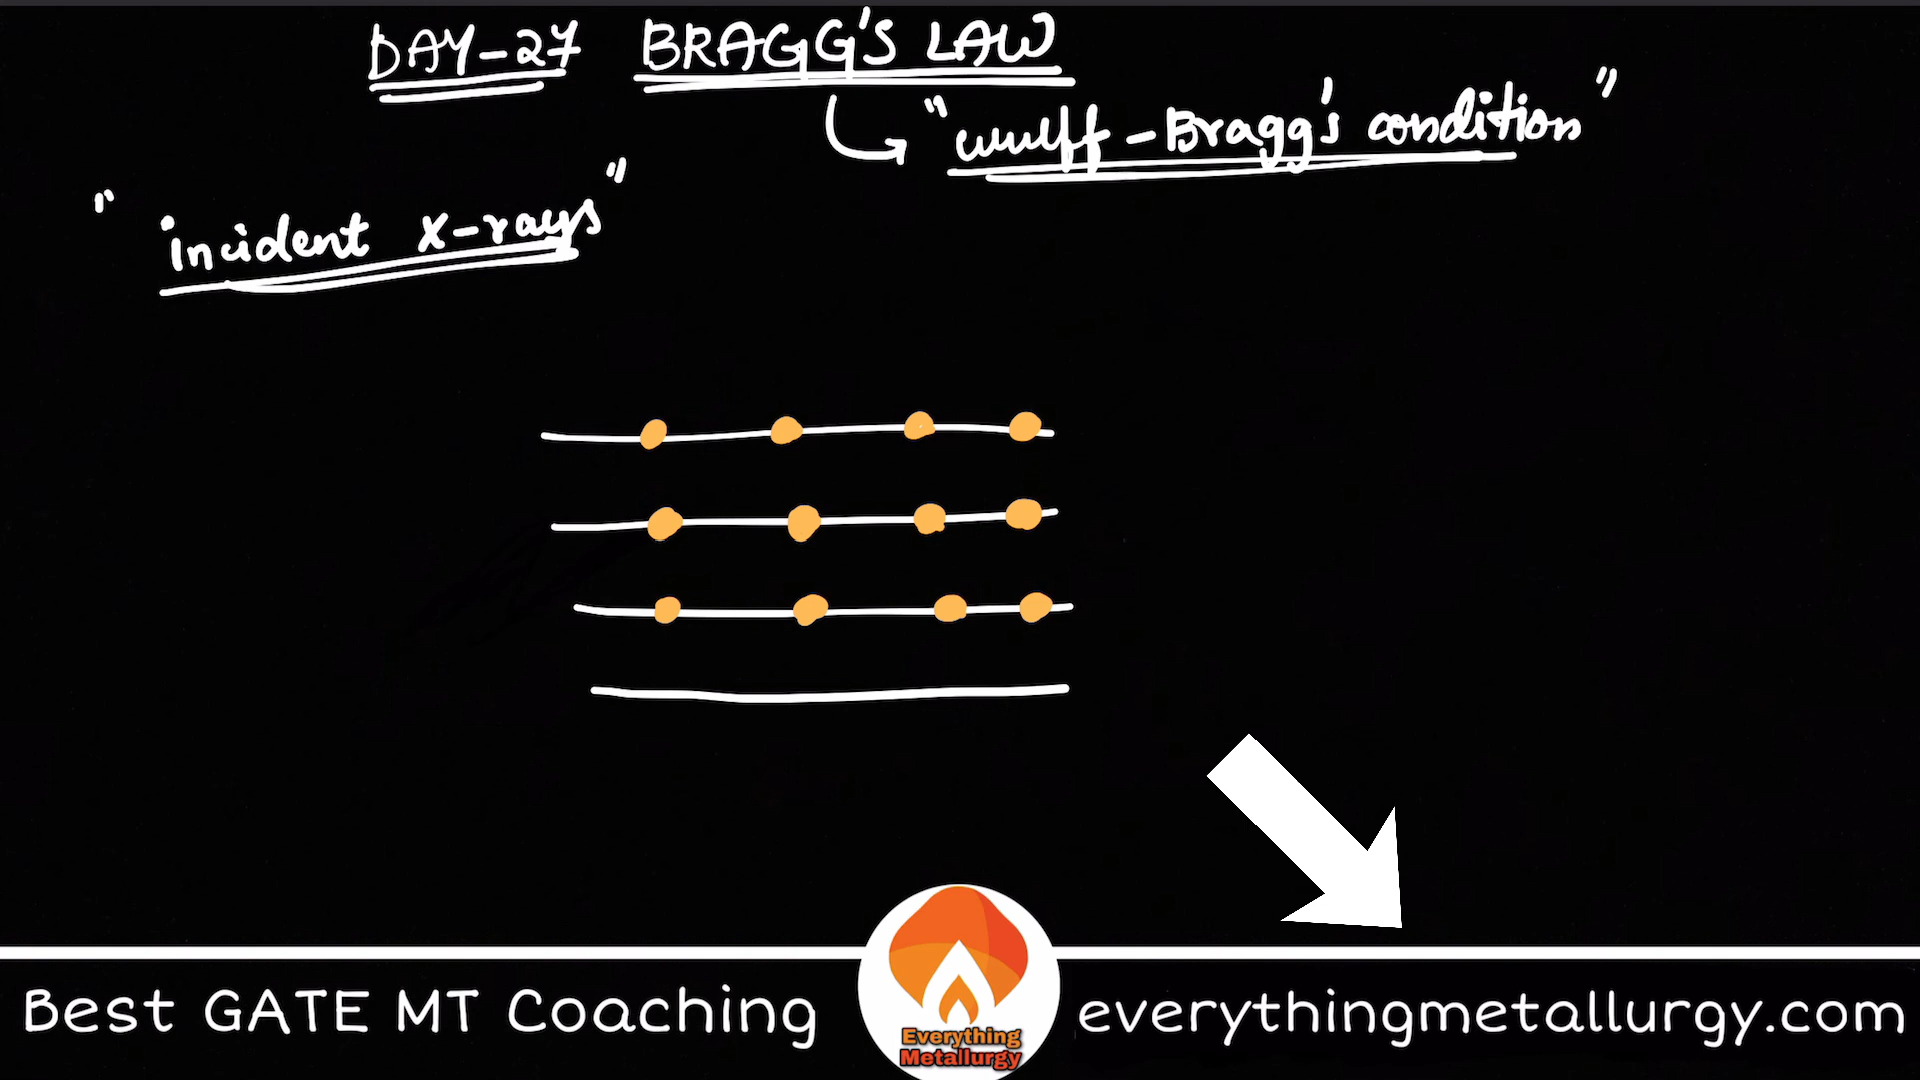 DAY-27 BRAGG'S LAW
"wulff-Bragg's condition"
"incident x-rays"
Best GATE MT Coaching
Everything
Metallurgy
everythingmetallurgy.com